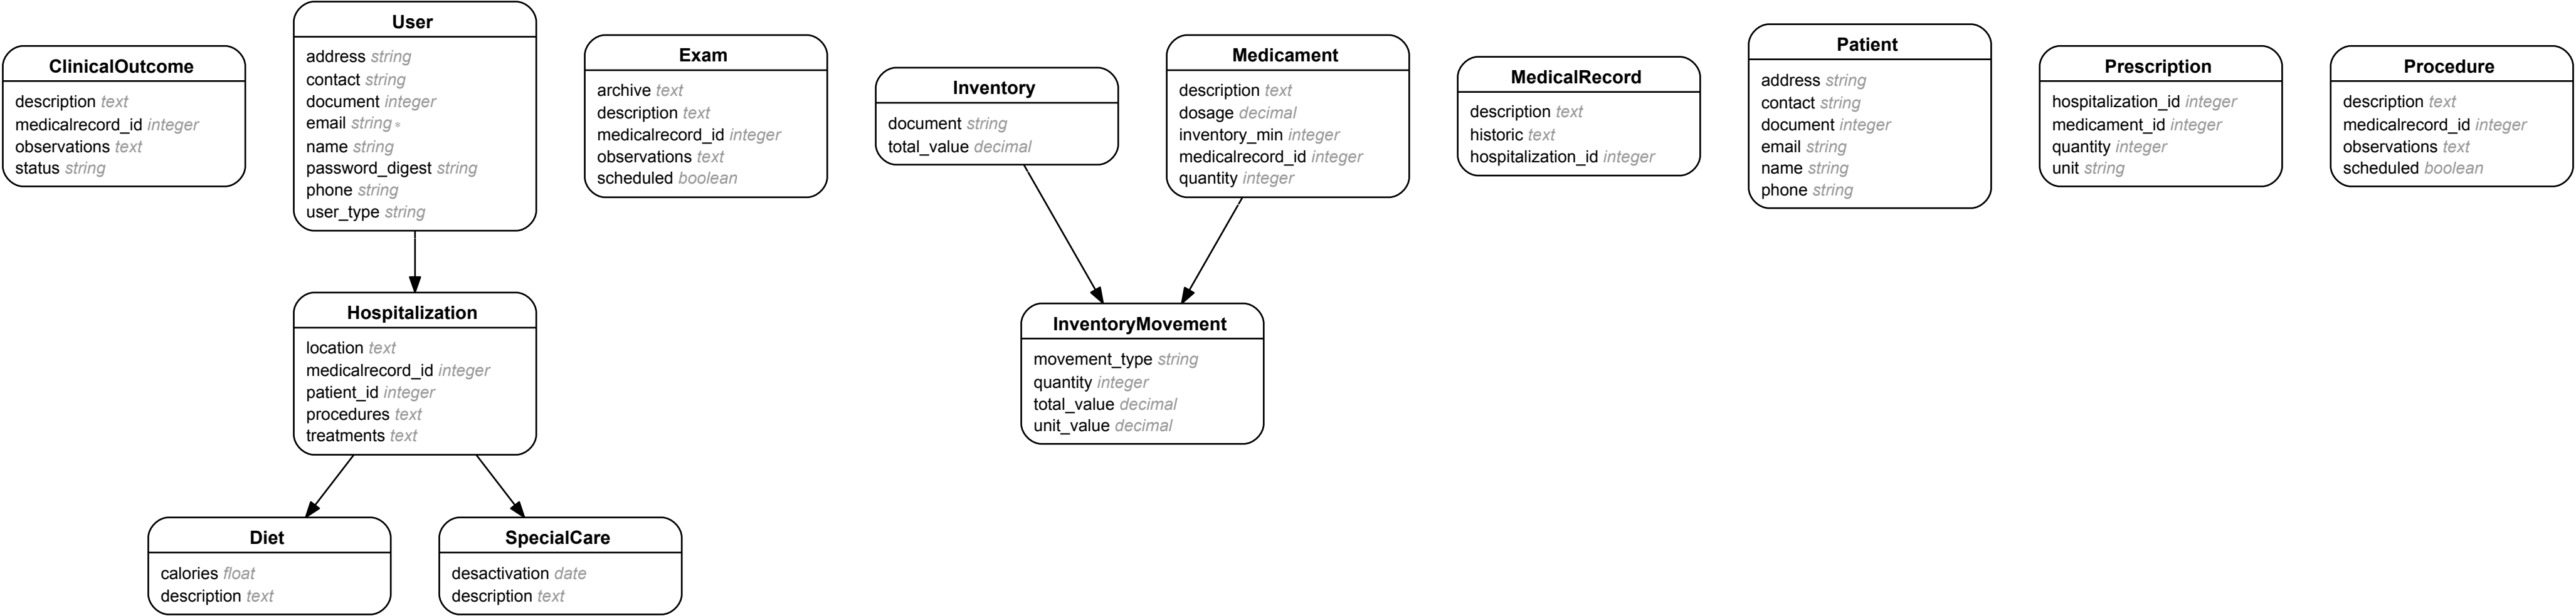 ClinicalOutcome
description text
medicalrecord_id integer
observations text
status string
User
address string
contact string
document integer
email string *
name string
password_digest string
phone string
user_type string
Exam
archive text
description text
medicalrecord_id integer
observations text
scheduled boolean
Inventory
document string
total_value decimal
Medicament
description text
dosage decimal
inventory_min integer
medicalrecord_id integer
quantity integer
MedicalRecord
description text
historic text
hospitalization_id integer
Patient
address string
contact string
document integer
email string
name string
phone string
Prescription
hospitalization_id integer
medicament_id integer
quantity integer
unit string
Procedure
description text
medicalrecord_id integer
observations text
scheduled boolean
Hospitalization
location text
medicalrecord_id integer
patient_id integer
procedures text
treatments text
InventoryMovement
movement_type string
quantity integer
total_value decimal
unit_value decimal
Diet
calories float
description text
SpecialCare
desactivation date
description text